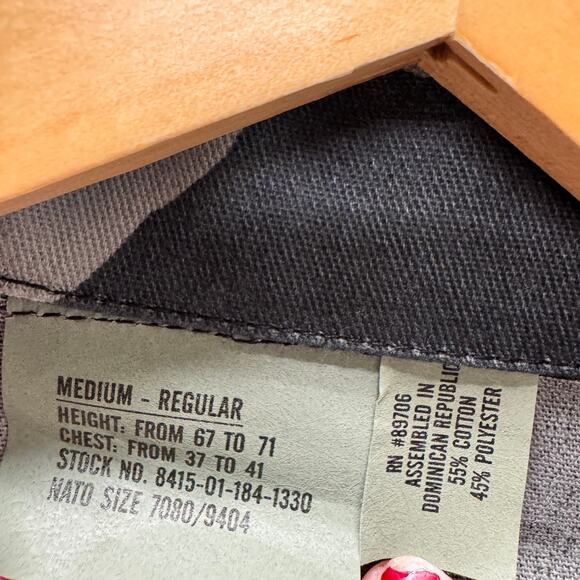 MEDIUM - REGULAR
HEIGHT: FROM 67 TO 71
CHEST: FROM 37 TO 41
STOCK NO. 8415-01-184-1330
NATO SIZE 7080/9404
RN #89706
ASSEMBLED IN
DOMINICAN REPUBLIC
55% COTTON
45% POLYESTER